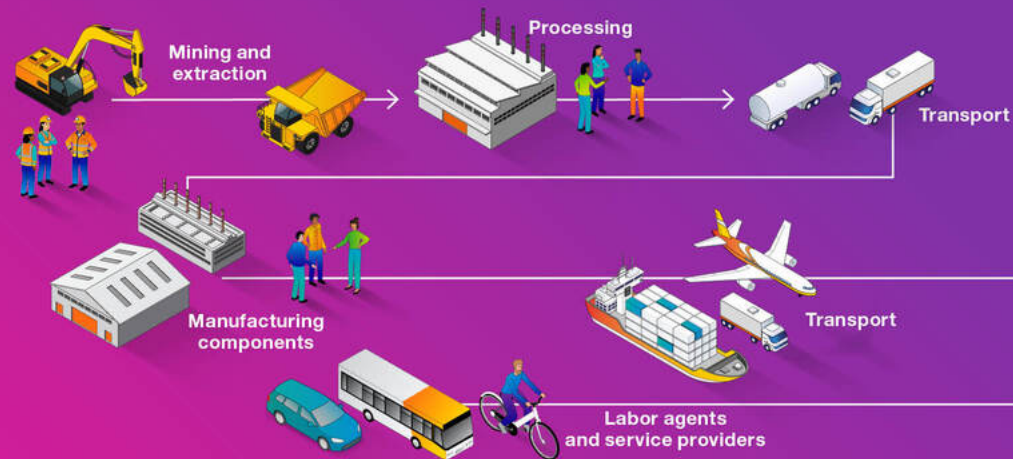 Mining and
extraction
Processing
Transport
Manufacturing
components
Transport
Labor agents
and service providers